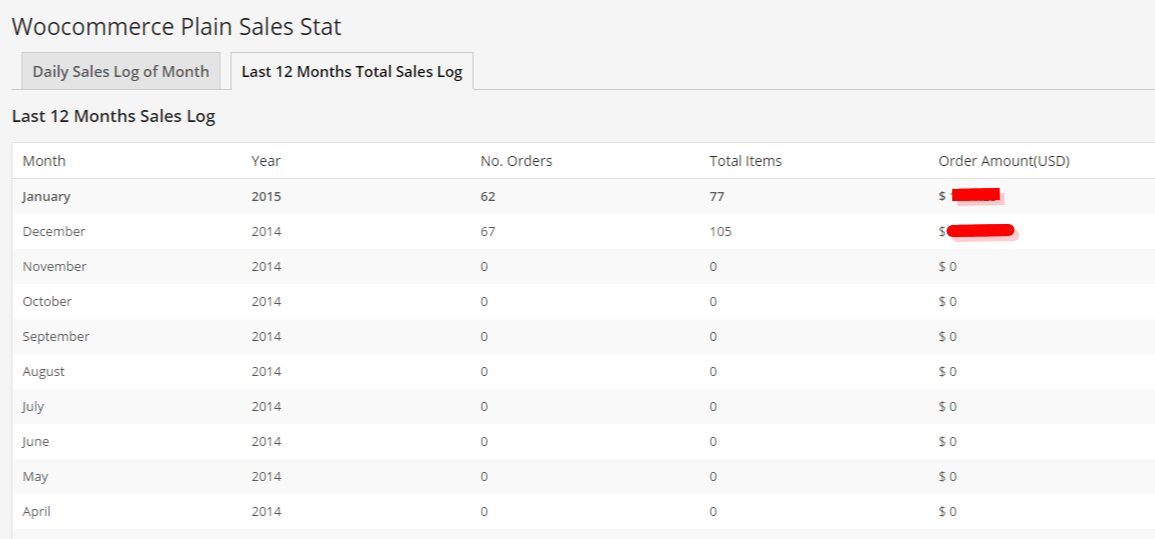 Woocommerce Plain Sales Stat
Daily Sales Log of Month Last 12 Months Total Sales Log
Last 12 Months Sales Log
Month Year No. Orders Total Items Order Amount(USD)
January 2015 62 77 $
December 2014 67 105 $
November 2014 0 0 $ 0
October 2014 0 0 $ 0
September 2014 0 0 $ 0
August 2014 0 0 $ 0
July 2014 0 0 $ 0
June 2014 0 0 $ 0
May 2014 0 0 $ 0
April 2014 0 0 $ 0